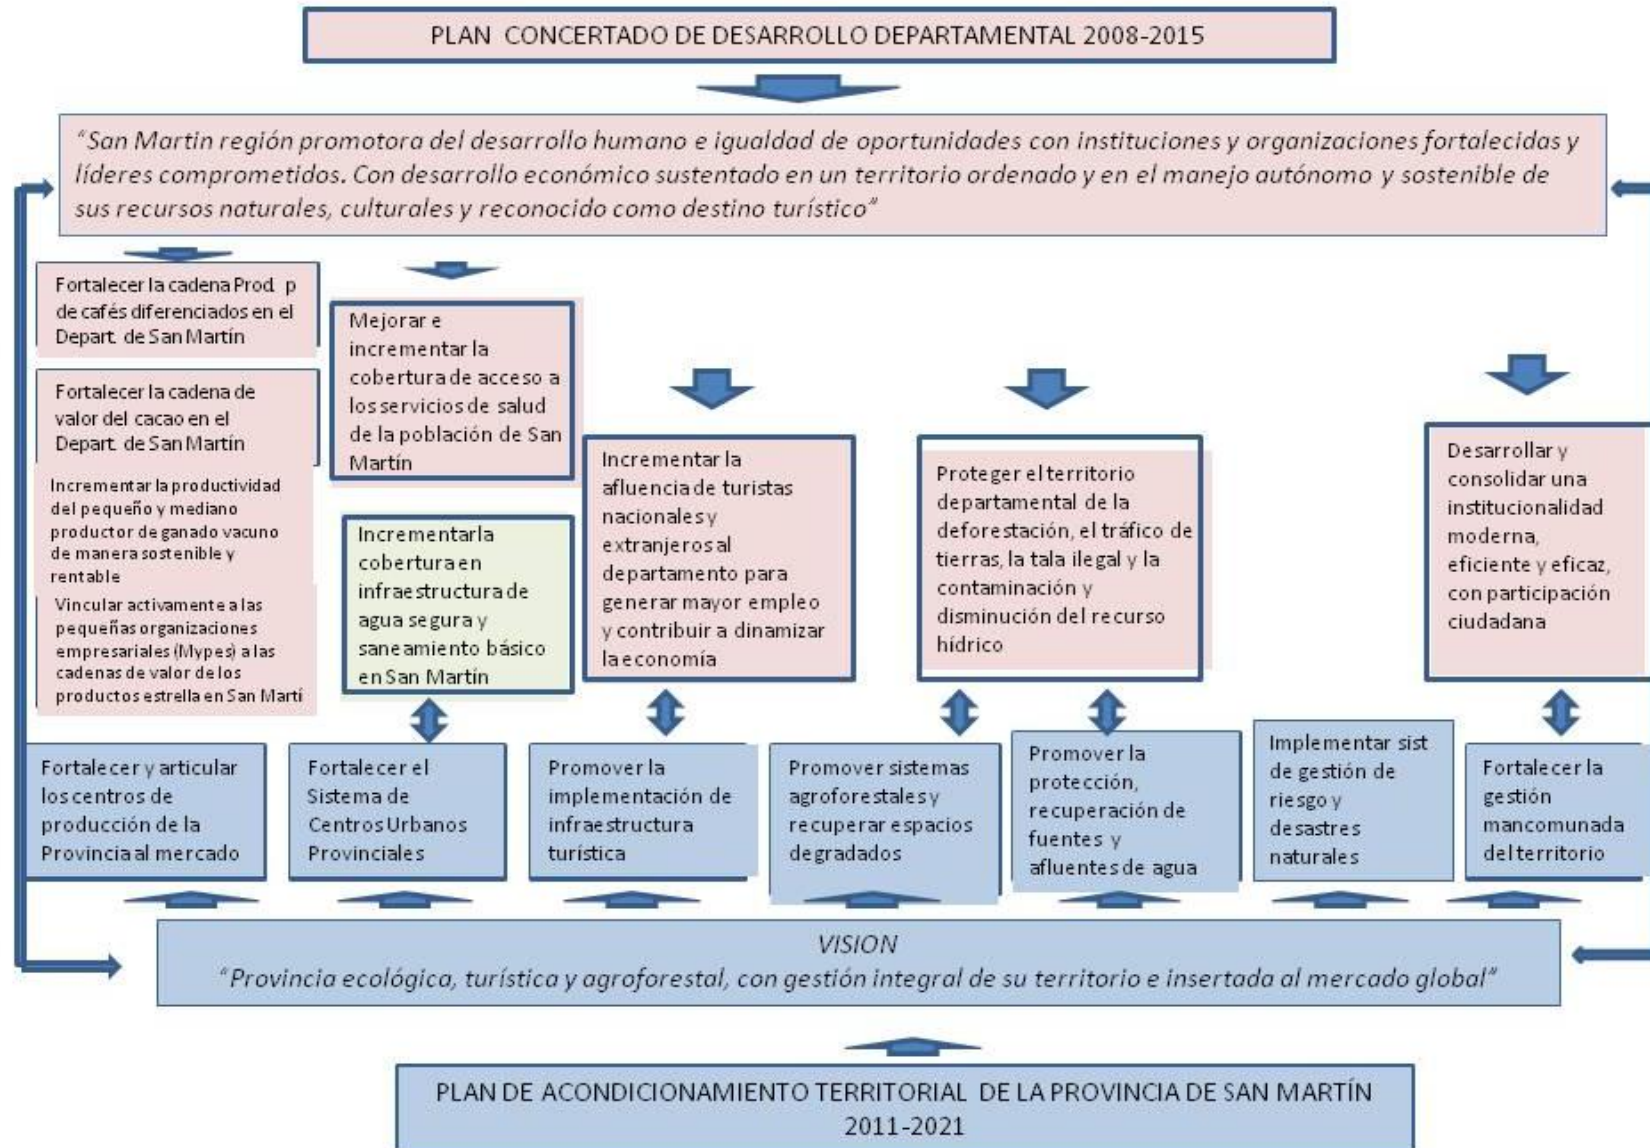 PLAN CONCERTADO DE DESARROLLO DEPARTAMENTAL 2008-2015
"San Martin región promotora del desarrollo humano e igualdad de oportunidades con instituciones y organizaciones fortalecidas y
líderes comprometidos. Con desarrollo económico sustentado en un territorio ordenado y en el manejo autónomo y sostenible de
sus recursos naturales, culturales y reconocido como destino turístico"
Fortalecer la cadena Prod. p
de cafés diferenciados en el
Depart. de San Martín
Fortalecer la cadena de
valor del cacao en el
Depart. de San Martín
Incrementar la productividad
del pequeño y mediano
productor de ganado vacuno
de manera sostenible y
rentable
Vincular activamente a las
pequeñas organizaciones
empresariales (Mypes) a las
cadenas de valor de los
productos estrella en San Martí
Mejorar e
incrementar la
cobertura de acceso a
los servicios de salud
de la población de San
Martín
Incrementar la
cobertura en
infraestructura de
agua segura y
saneamiento básico
en San Martín
Incrementar la
afluencia de turistas
nacionales y
extranjeros al
departamento para
generar mayor empleo
y contribuir a dinamizar
la economía
Proteger el territorio
departamental de la
deforestación, el tráfico de
tierras, la tala ilegal y la
contaminación y
disminución del recurso
hídrico
Desarrollar y
consolidar una
institucionalidad
moderna,
eficiente y eficaz,
con participación
ciudadana
Fortalecer y articular
los centros de
producción de la
Provincia al mercado
Fortalecer el
Sistema de
Centros Urbanos
Provinciales
Promover la
implementación de
infraestructura
turística
Promover sistemas
agroforestales y
recuperar espacios
degradados
Promover la
protección,
recuperación de
fuentes y
afluentes de agua
Implementar sist
de gestión de
riesgo y
desastres
naturales
Fortalecer la
gestión
mancomunada
del territorio
VISION
"Provincia ecológica, turística y agroforestal, con gestión integral de su territorio e insertada al mercado global"
PLAN DE ACONDICIONAMIENTO TERRITORIAL DE LA PROVINCIA DE SAN MARTÍN
2011-2021